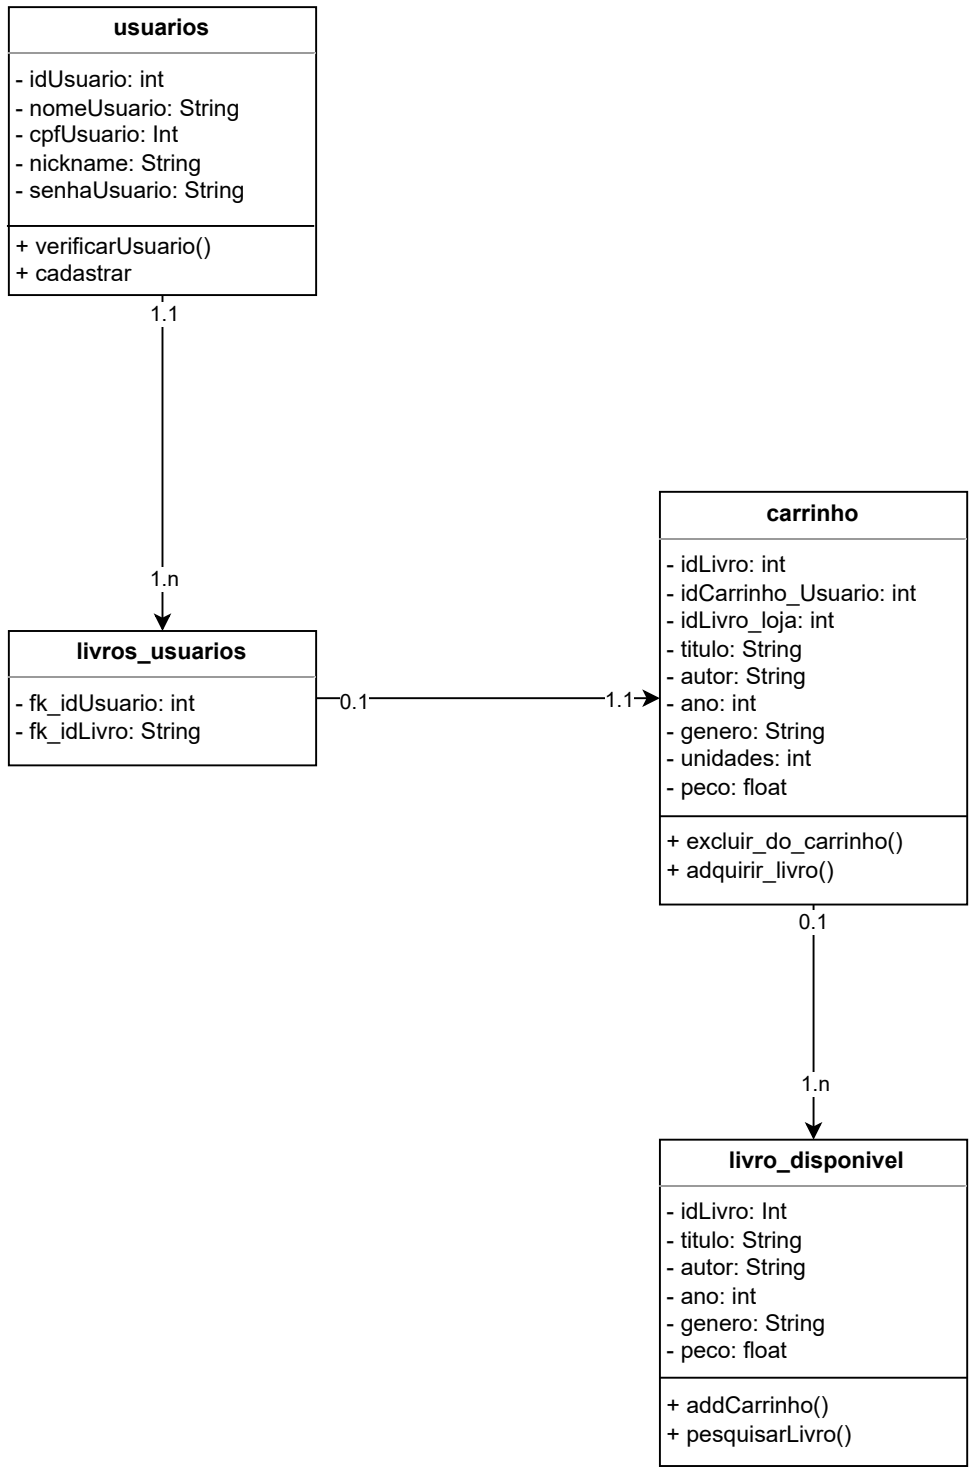 usuarios
- idUsuario: int
- nomeUsuario: String
- cpfUsuario: Int
- nickname: String
- senhaUsuario: String
+ verificarUsuario()
+ cadastrar
1.1
1.n
livros_usuarios
- fk_idUsuario: int
- fk_idLivro: String
0.1
1.1
carrinho
- idLivro: int
- idCarrinho_Usuario: int
- idLivro_loja: int
- titulo: String
- autor: String
- ano: int
- genero: String
- unidades: int
- peco: float
+ excluir_do_carrinho()
+ adquirir_livro()
0.1
1.n
livro_disponivel
- idLivro: Int
- titulo: String
- autor: String
- ano: int
- genero: String
- peco: float
+ addCarrinho()
+ pesquisarLivro()